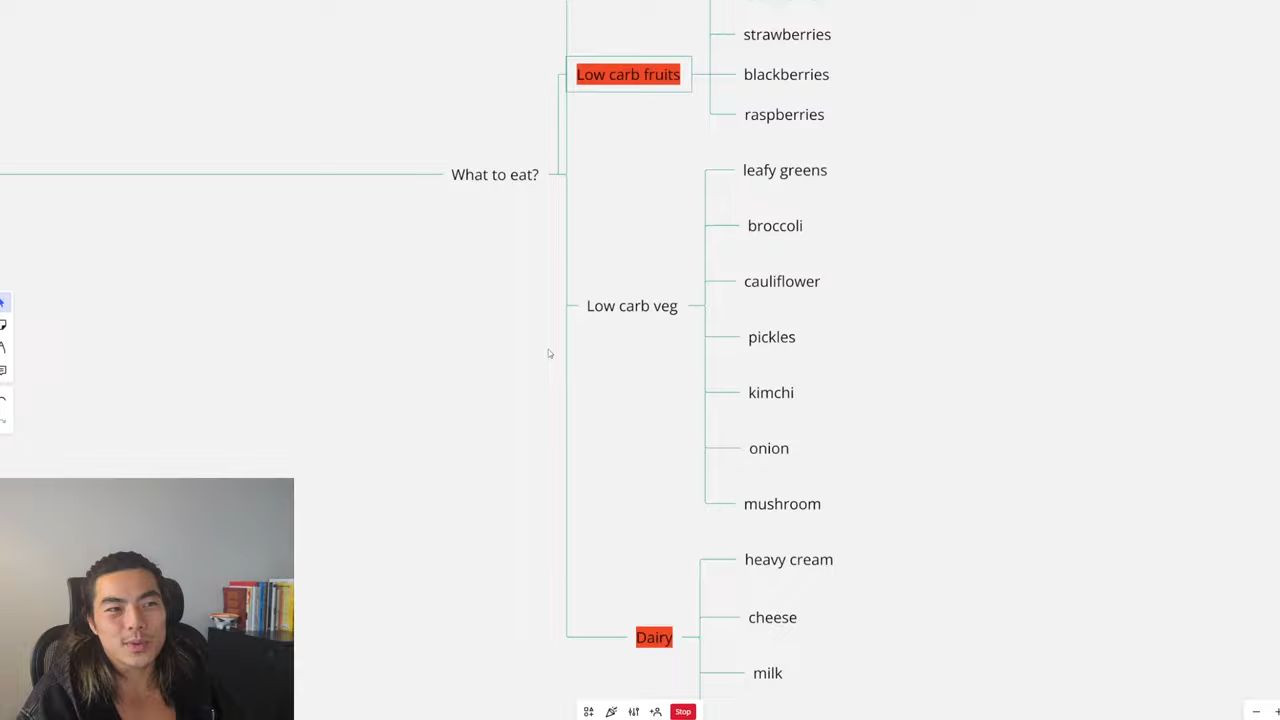 strawberries
Low carb fruits
blackberries
raspberries
What to eat?
leafy greens
broccoli
cauliflower
Low carb veg
pickles
kimchi
onion
mushroom
heavy cream
cheese
Dairy
milk
Stop